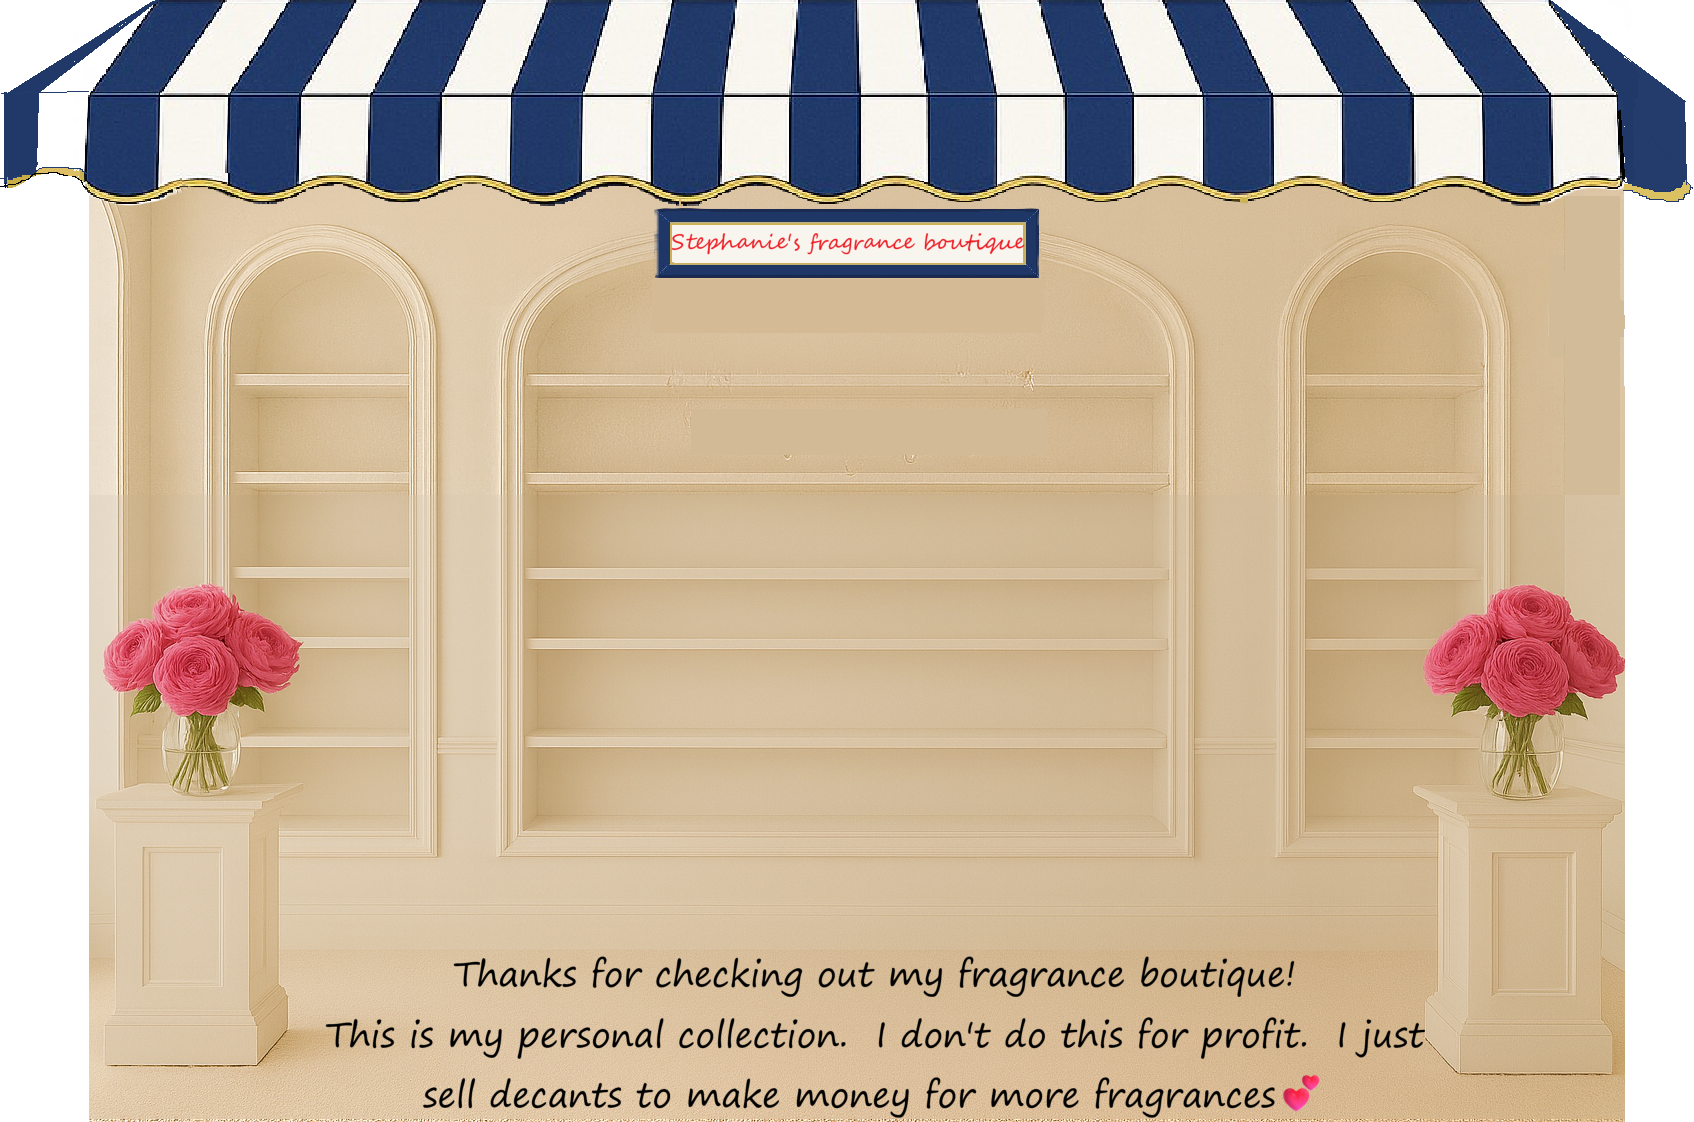 Stephanie's fragrance boutique
Thanks for checking out my fragrance boutique!
This is my personal collection.  I don't do this for profit.  I just
sell decants to make money for more fragrances💕